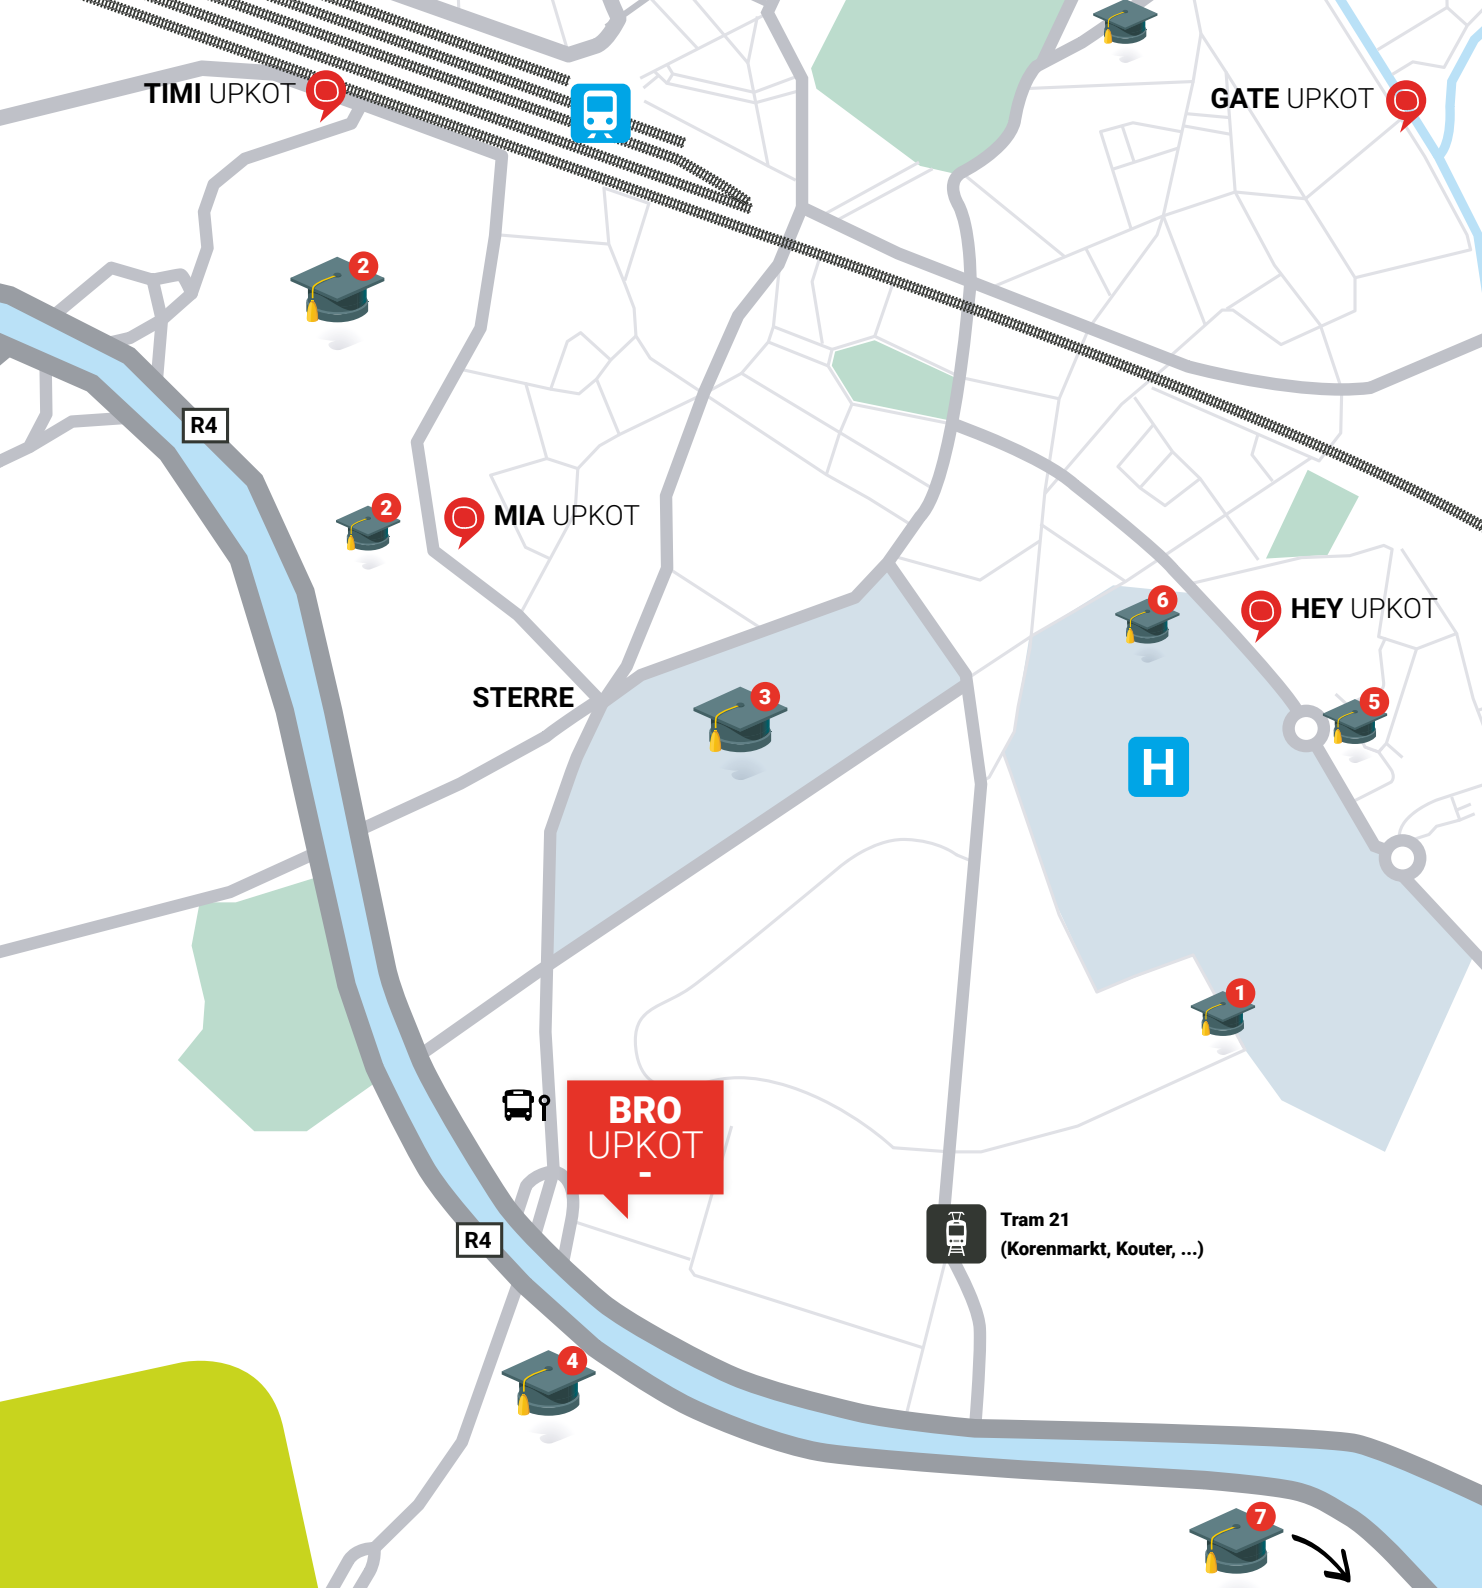 TIMI UPKOT
GATE UPKOT
2
R4
2
MIA UPKOT
6
HEY UPKOT
STERRE
3
5
H
1
BRO
UPKOT
-
R4
Tram 21
(Korenmarkt, Kouter, ...)
4
7